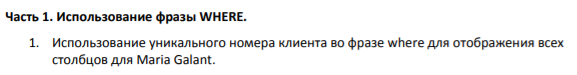 Часть 1. Использование фразы WHERE.
1. Использование уникального номера клиента во фразе where для отображения всех
столбцов для Maria Galant.